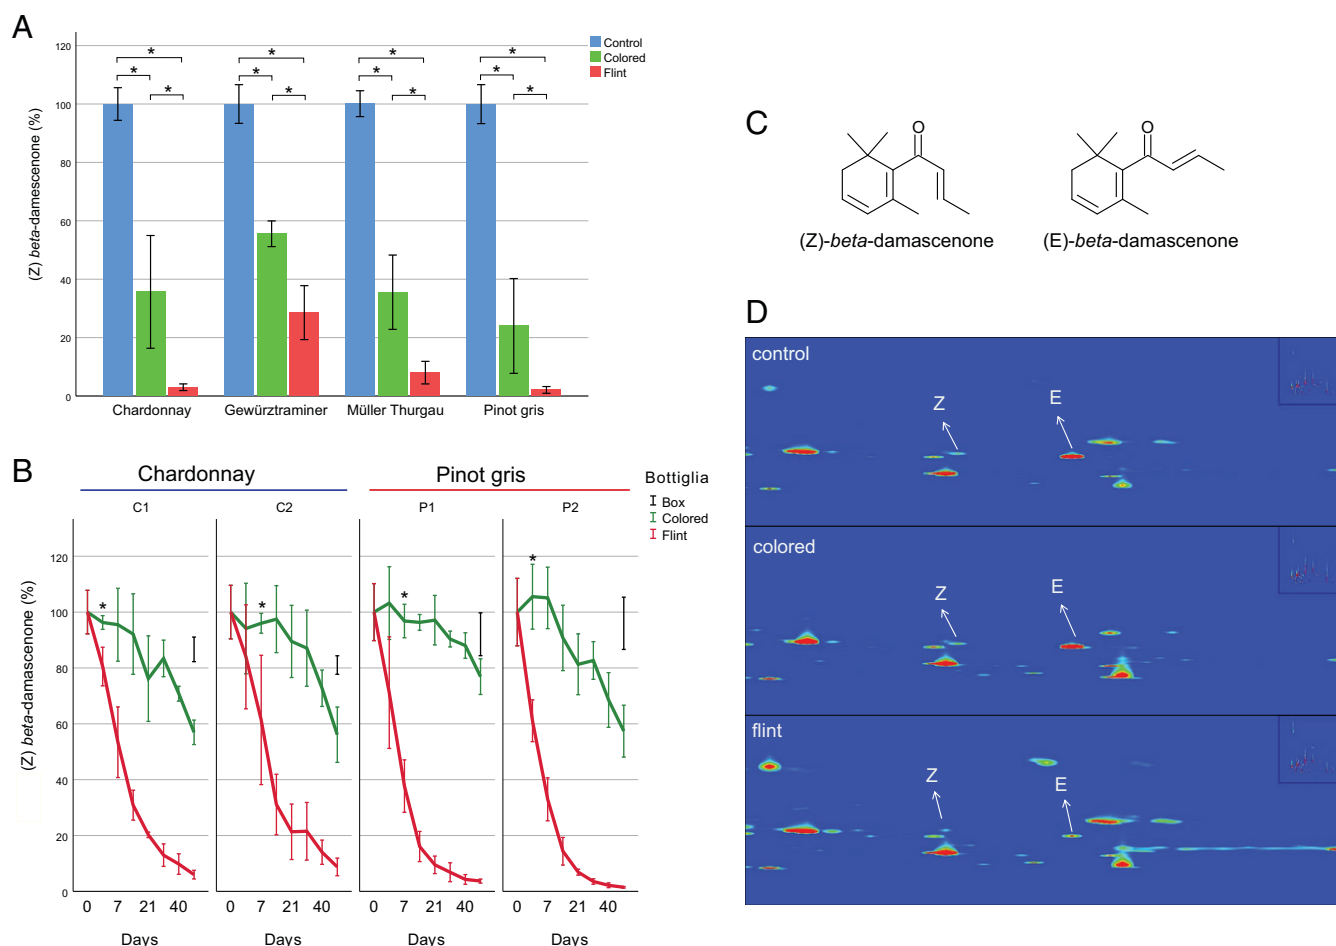 A
120
100
80
60
40
20
0
(Z) beta-damescenone (%)
* * * *
* * * *
* * * *
Control
Colored
Flint
Chardonnay Gewürztraminer Müller Thurgau Pinot gris
B
Chardonnay Pinot gris
C1 C2 P1 P2
Bottiglia
Box
Colored
Flint
120
100
80
60
40
20
0
(Z) beta-damascenone (%)
* * * *
0 7 21 40 0 7 21 40 0 7 21 40 0 7 21 40
Days Days Days Days
C
O O
(Z)-beta-damascenone (E)-beta-damascenone
D
control
Z E
colored
Z E
flint
Z E